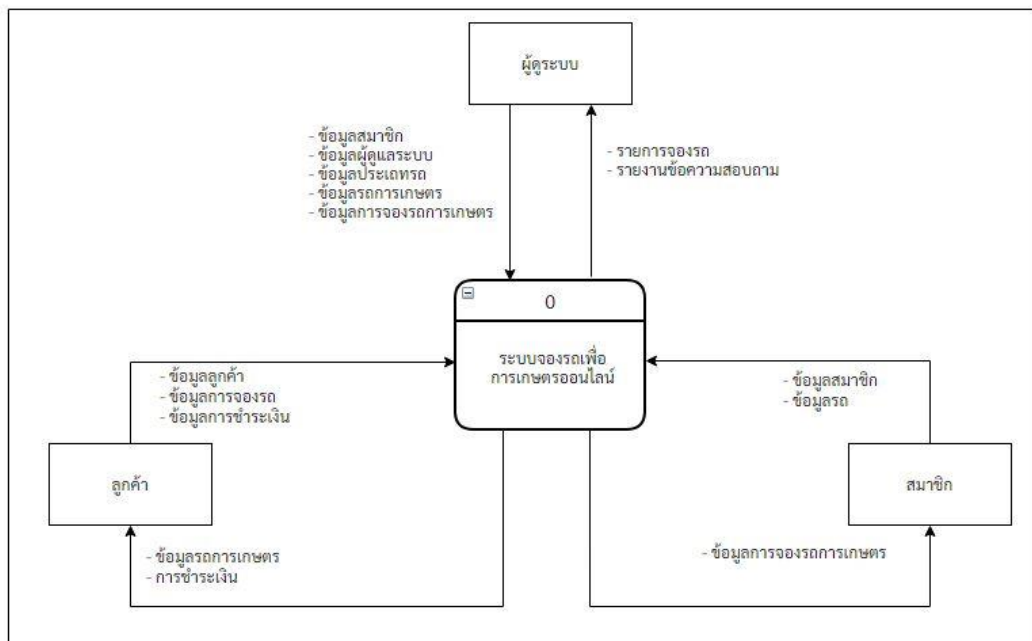 ผู้ดูระบบ
- ข้อมูลสมาชิก
- ข้อมูลผู้ดูแลระบบ
- ข้อมูลประเถทรถ
- ข้อมูลรถการเกษตร
- ข้อมูลการจองรถการเกษตร
- รายการจองรถ
- รายงานข้อความสอบถาม
0
ระบบจองรถเพื่อ
การเกษตรออนไลน์
- ข้อมูลลูกค้า
- ข้อมูลการจองรถ
- ข้อมูลการชำระเงิน
- ข้อมูลสมาชิก
- ข้อมูลรถ
ลูกค้า
สมาชิก
- ข้อมูลรถการเกษตร
- การชำระเงิน
- ข้อมูลการจองรถการเกษตร